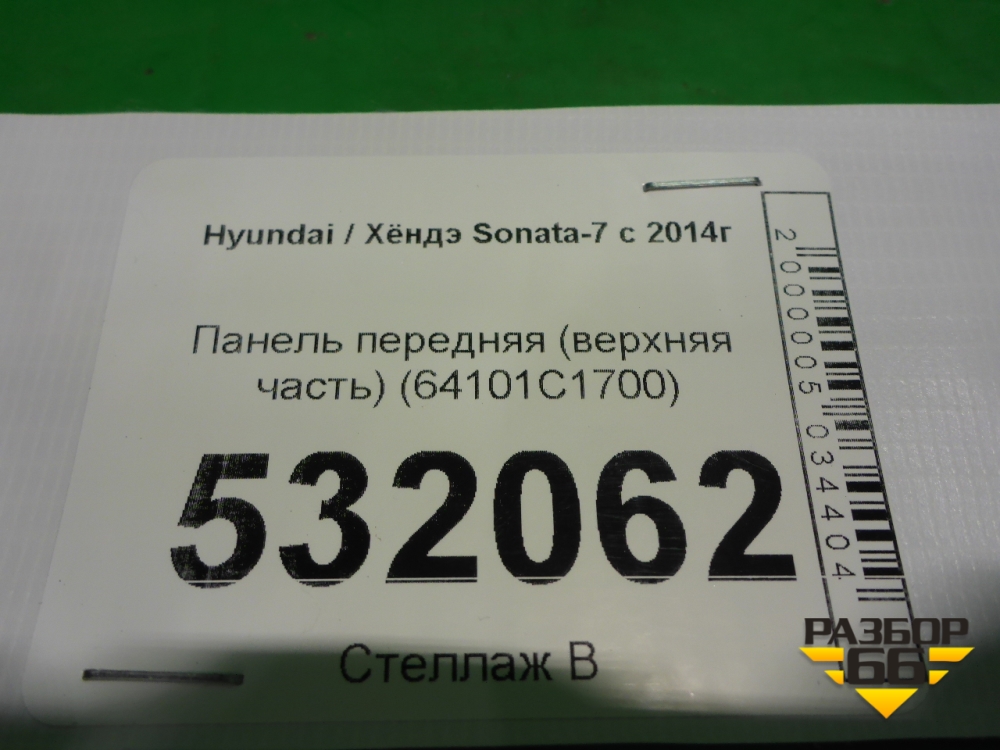 Hyundai / Хёндэ Sonata-7 с 2014г
Панель передняя (верхняя
часть) (64101C1700)
532062
Стеллаж В
2000005034404
РАЗБОР
66